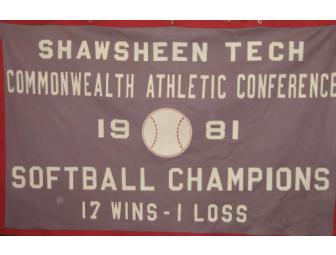 SHAWSHEEN TECH
COMMONWEALTH ATHLETIC CONFERENCE
19 81
SOFTBALL CHAMPIONS
17 WINS - 1 LOSS